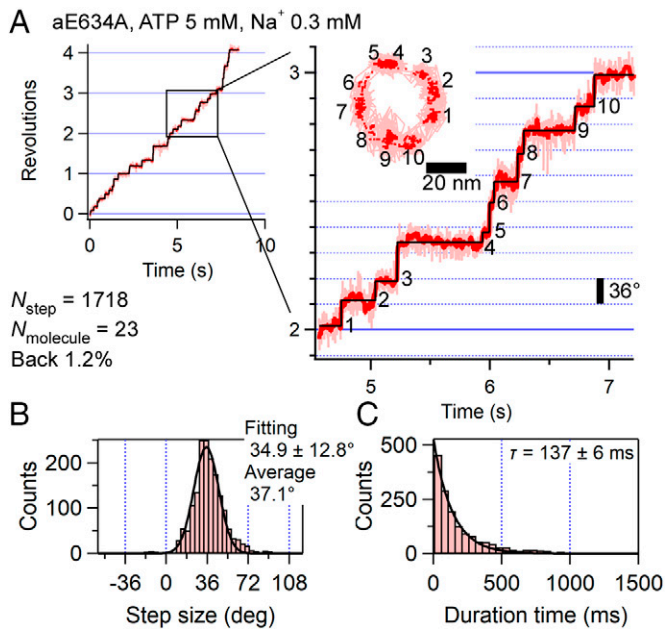 A
aE634A, ATP 5 mM, Na⁺ 0.3 mM
Revolutions
4
3
2
1
0
0
5
10
Time (s)
N_step = 1718
N_molecule = 23
Back 1.2%
3
2
5
4
3
2
1
6
7
8
9
10
20 nm
1
2
3
4
5
6
7
8
9
10
36°
5
6
7
Time (s)
B
Fitting
34.9 ± 12.8°
Average
37.1°
Counts
200
100
0
-36
0
36
72
108
Step size (deg)
C
τ = 137 ± 6 ms
Counts
500
250
0
0
500
1000
1500
Duration time (ms)